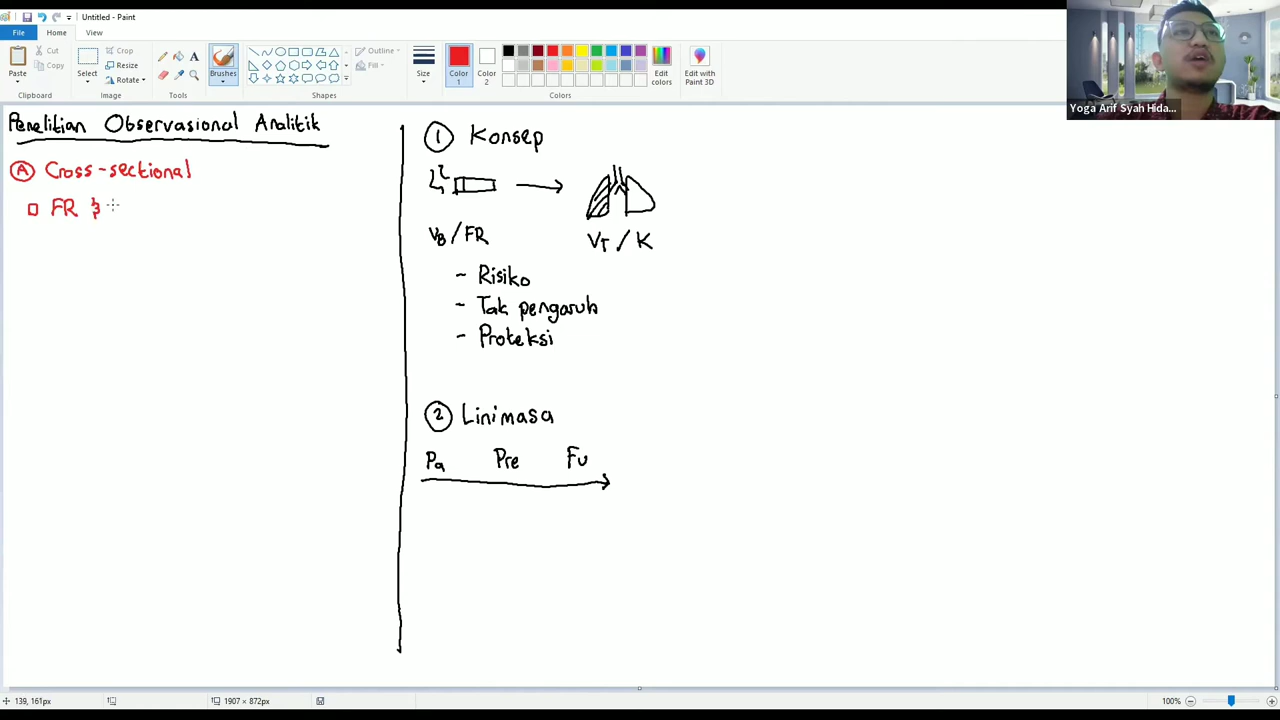 Untitled - Paint
File
Home
View
Paste
Cut
Copy
Clipboard
Select
Crop
Resize
Rotate
Image
Tools
Brushes
Shapes
Outline
Fill
Size
Color 1
Color 2
Colors
Edit colors
Edit with Paint 3D
Yoga Arif Syah Hida...
Penelitian Observasional Analitik
A Cross-sectional
FR &
1 Konsep
VB/FR
VT/K
- Risiko
- Tak pengaruh
- Proteksi
2 Linimasa
Pa Pre Fu
139, 161px
1907 × 872px
100%